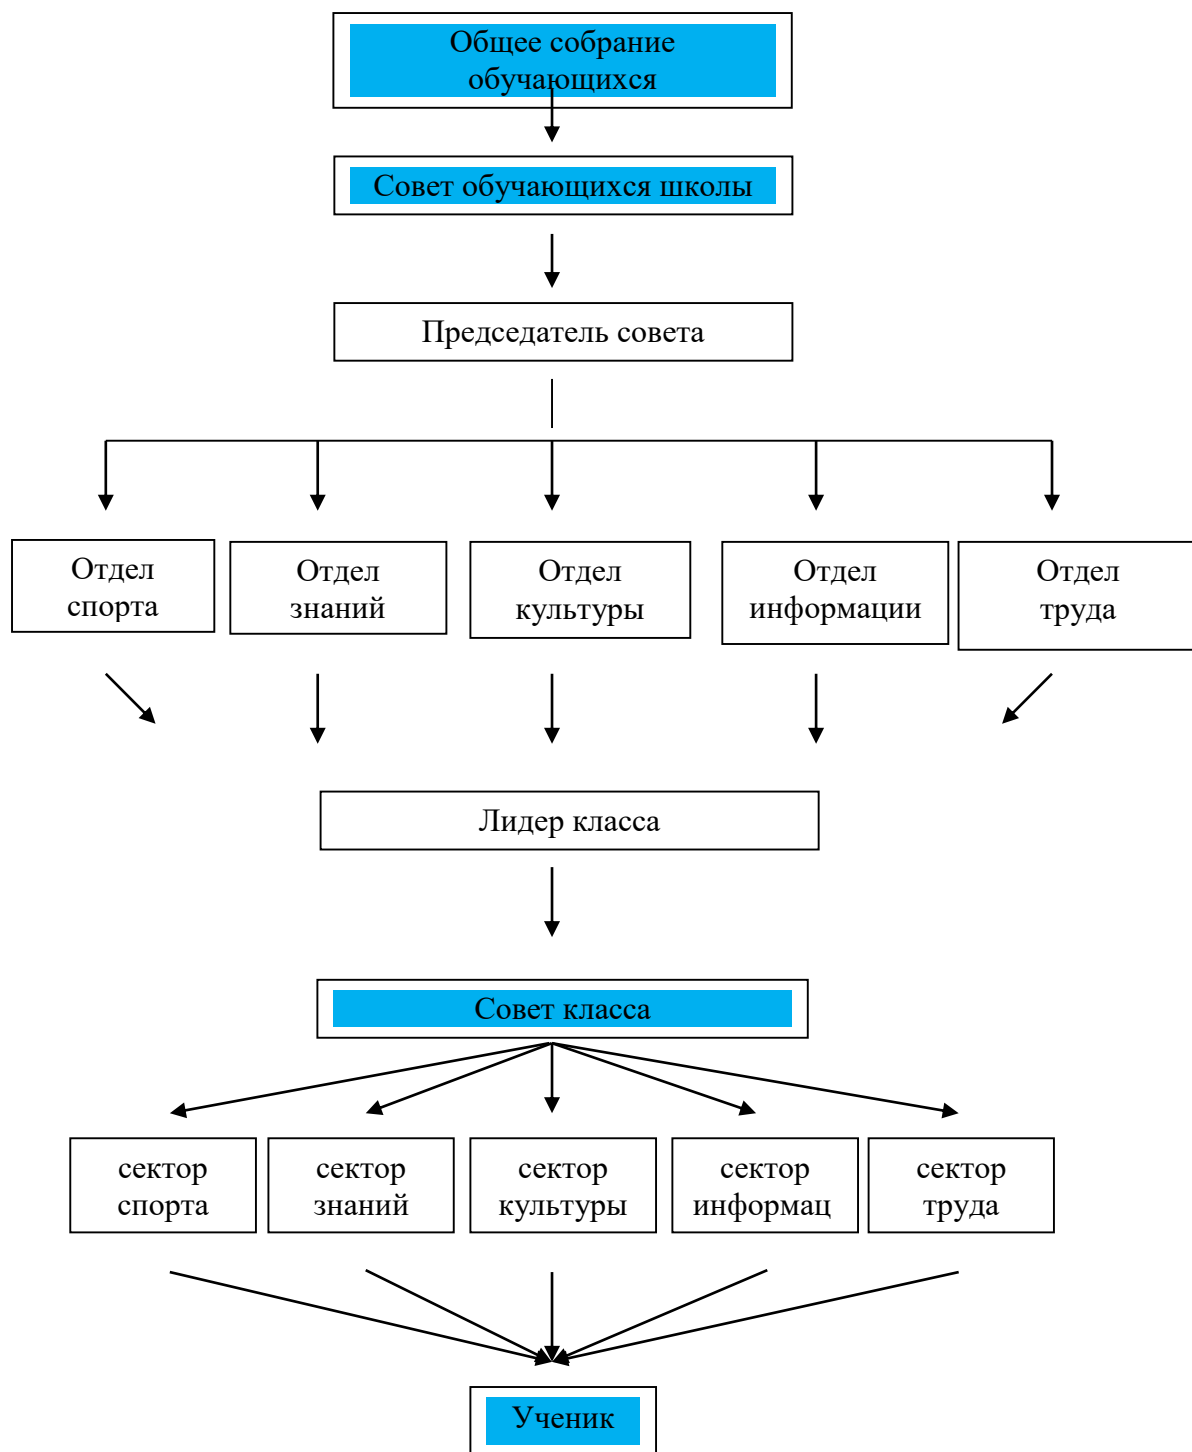 Общее собрание
обучающихся
Совет обучающихся школы
Председатель совета
Отдел
спорта
Отдел
знаний
Отдел
культуры
Отдел
информации
Отдел
труда
Лидер класса
Совет класса
сектор
спорта
сектор
знаний
сектор
культуры
сектор
информац
сектор
труда
Ученик